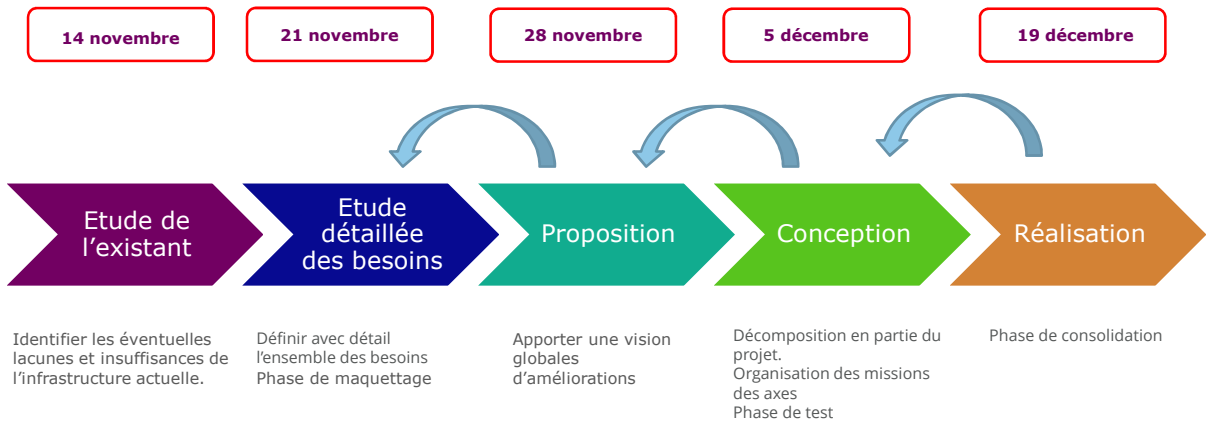 14 novembre
21 novembre
28 novembre
5 décembre
19 décembre
Etude de
l'existant
Etude
détaillée
des besoins
Proposition
Conception
Réalisation
Identifier les éventuelles
lacunes et insuffisances de
l'infrastructure actuelle.
Définir avec détail
l'ensemble des besoins
Phase de maquettage
Apporter une vision
globales
d'améliorations
Décomposition en partie du
projet.
Organisation des missions
des axes
Phase de test
Phase de consolidation